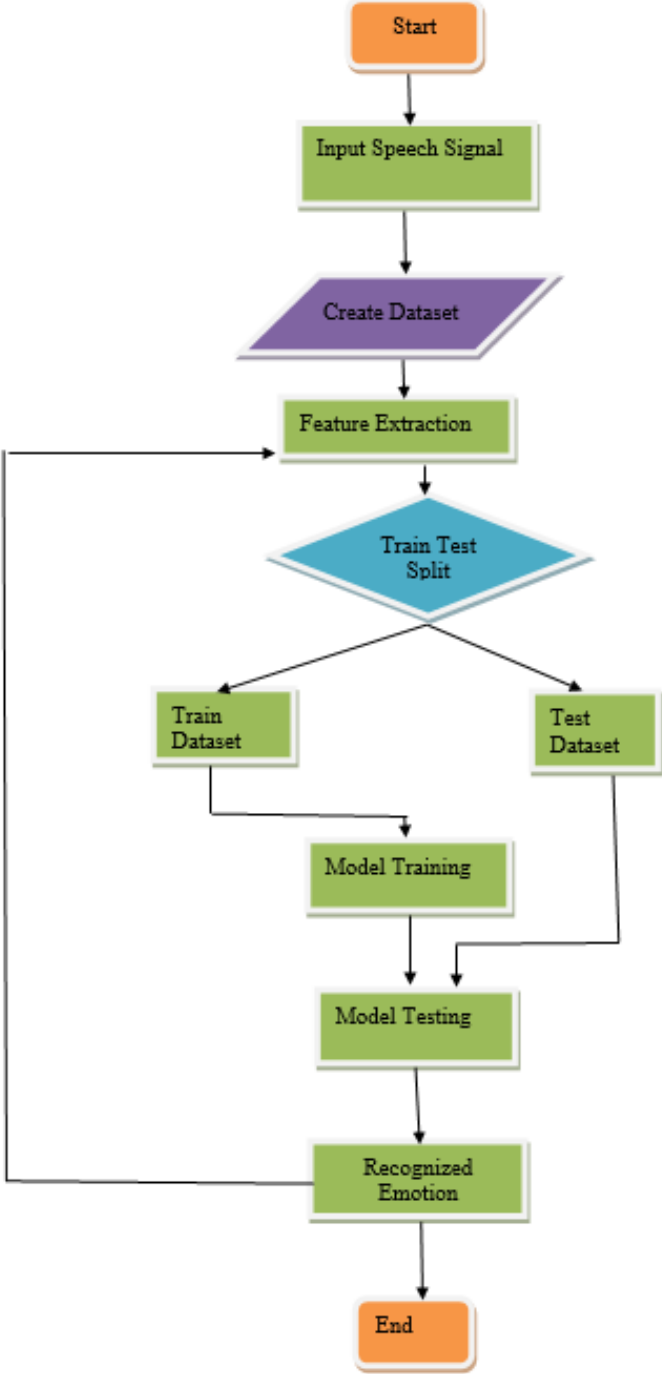 Start
Input Speech Signal
Create Dataset
Feature Extraction
Train Test
Split
Train
Dataset
Test
Dataset
Model Training
Model Testing
Recognized
Emotion
End